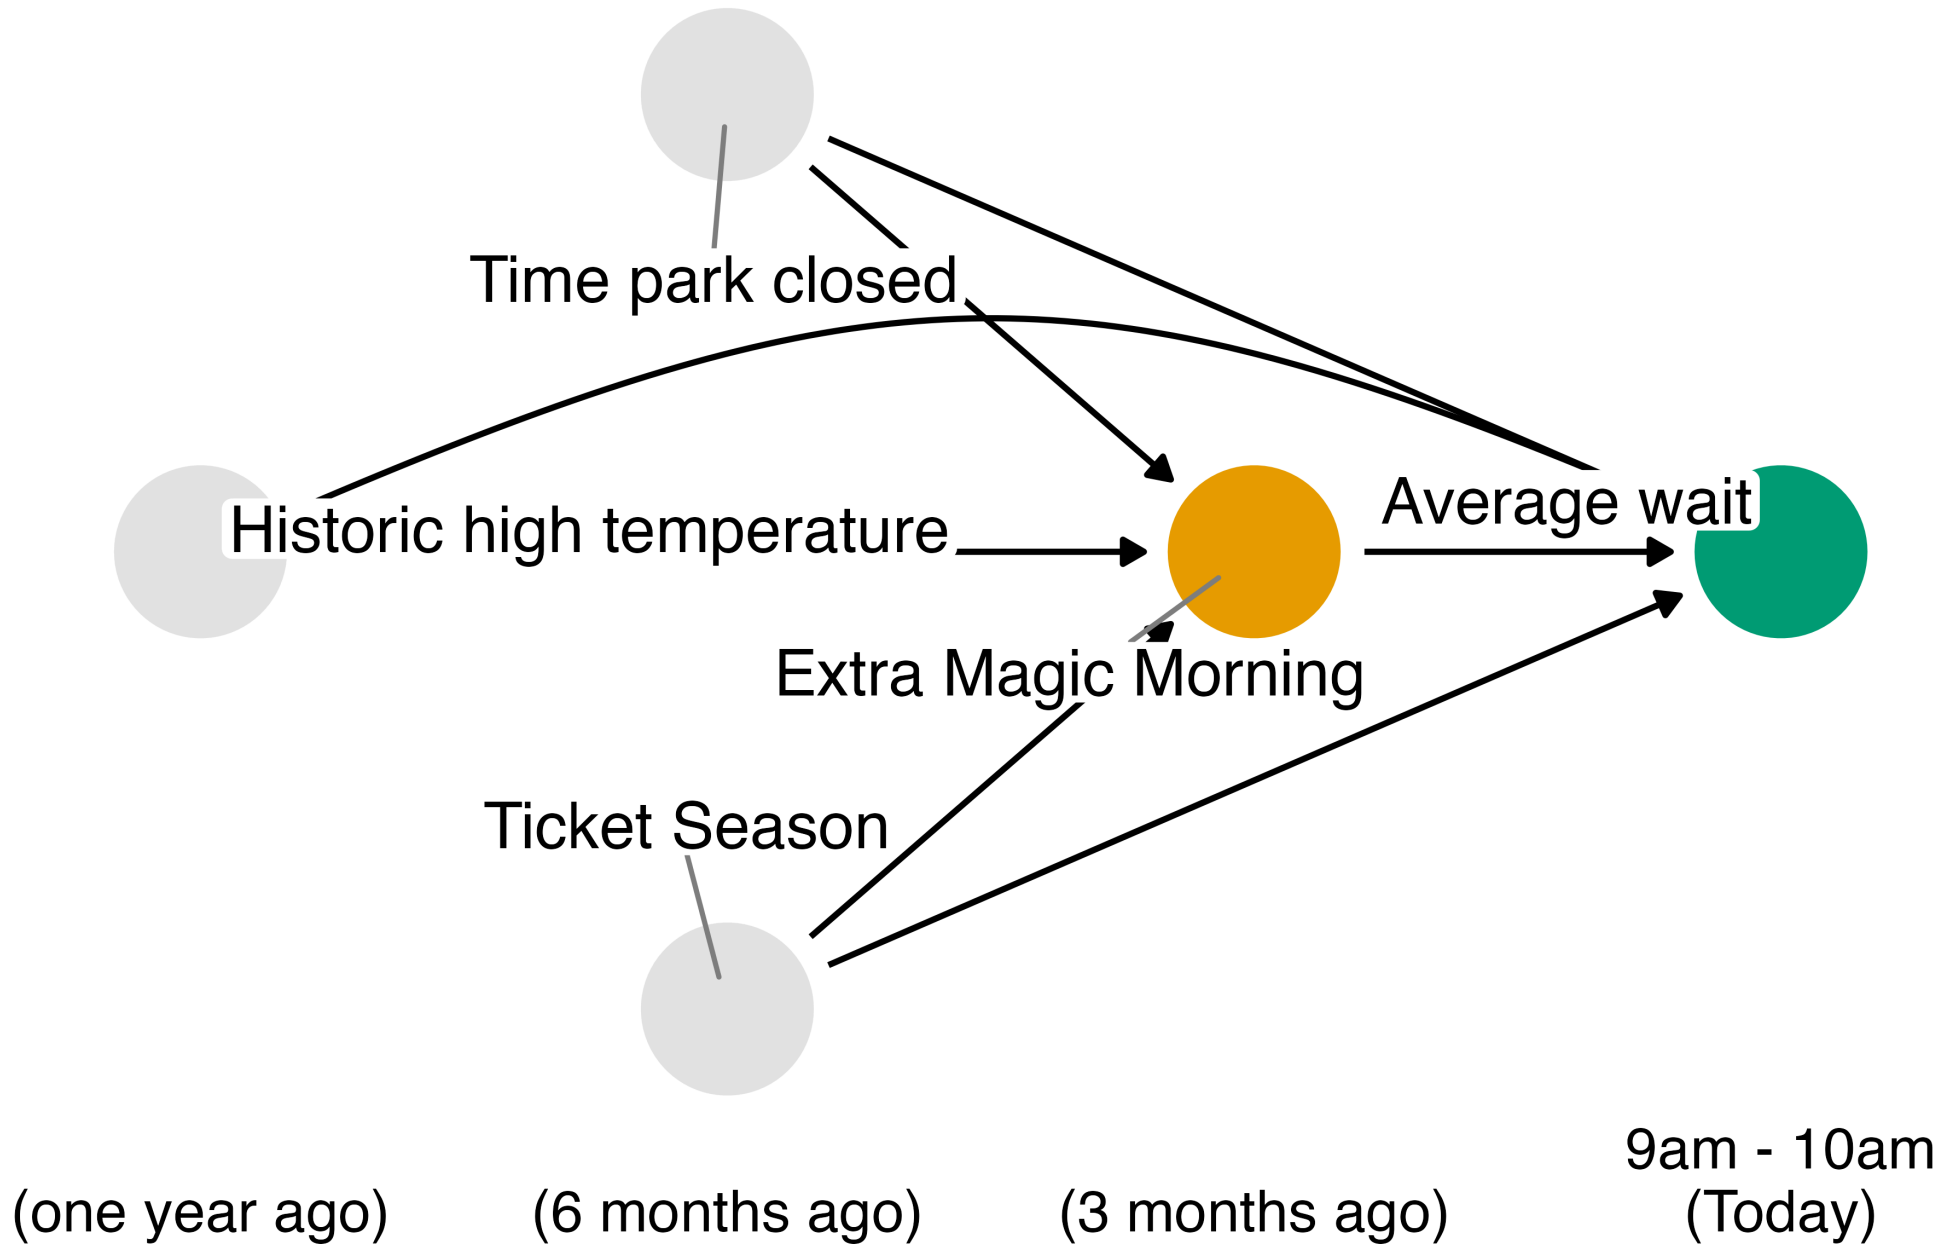 Time park closed
Average wait
Historic high temperature
Extra Magic Morning
Ticket Season
9am - 10am
(one year ago)
(6 months ago)
(3 months ago)
(Today)